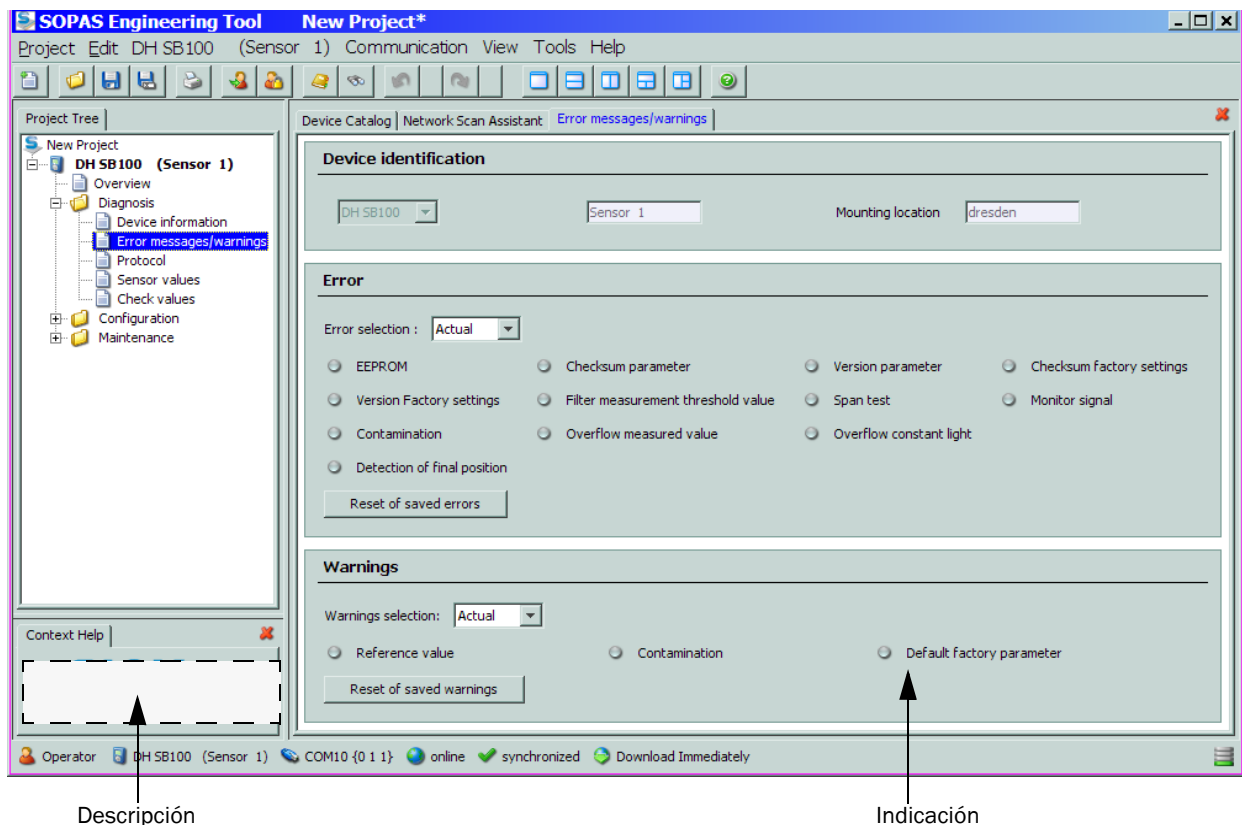 SOPAS Engineering Tool New Project*
Project Edit DH SB100 (Sensor 1) Communication View Tools Help
Project Tree
New Project
DH SB100 (Sensor 1)
Overview
Diagnosis
Device information
Error messages/warnings
Protocol
Sensor values
Check values
Configuration
Maintenance
Context Help
Device Catalog Network Scan Assistant Error messages/warnings
Device identification
DH SB100 Sensor 1 Mounting location dresden
Error
Error selection : Actual
EEPROM Checksum parameter Version parameter Checksum factory settings
Version Factory settings Filter measurement threshold value Span test Monitor signal
Contamination Overflow measured value Overflow constant light
Detection of final position
Reset of saved errors
Warnings
Warnings selection: Actual
Reference value Contamination Default factory parameter
Reset of saved warnings
Operator DH SB100 (Sensor 1) COM10 {0 1 1} online synchronized Download Immediately
Descripción Indicación